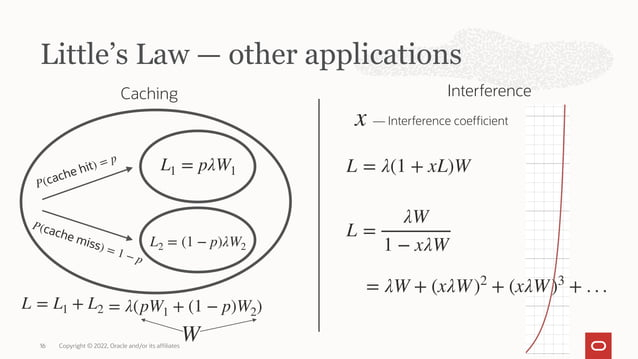 Little’s Law — other applications
Caching
P(cache hit) = p
L₁ = pλW₁
P(cache miss) = 1 − p
L₂ = (1 − p)λW₂
L = L₁ + L₂ = λ(pW₁ + (1 − p)W₂)
W
Interference
x — Interference coefficient
L = λ(1 + xL)W
L = λW / (1 − xλW)
= λW + (xλW)² + (xλW)³ + . . .
16 Copyright © 2022, Oracle and/or its affiliates